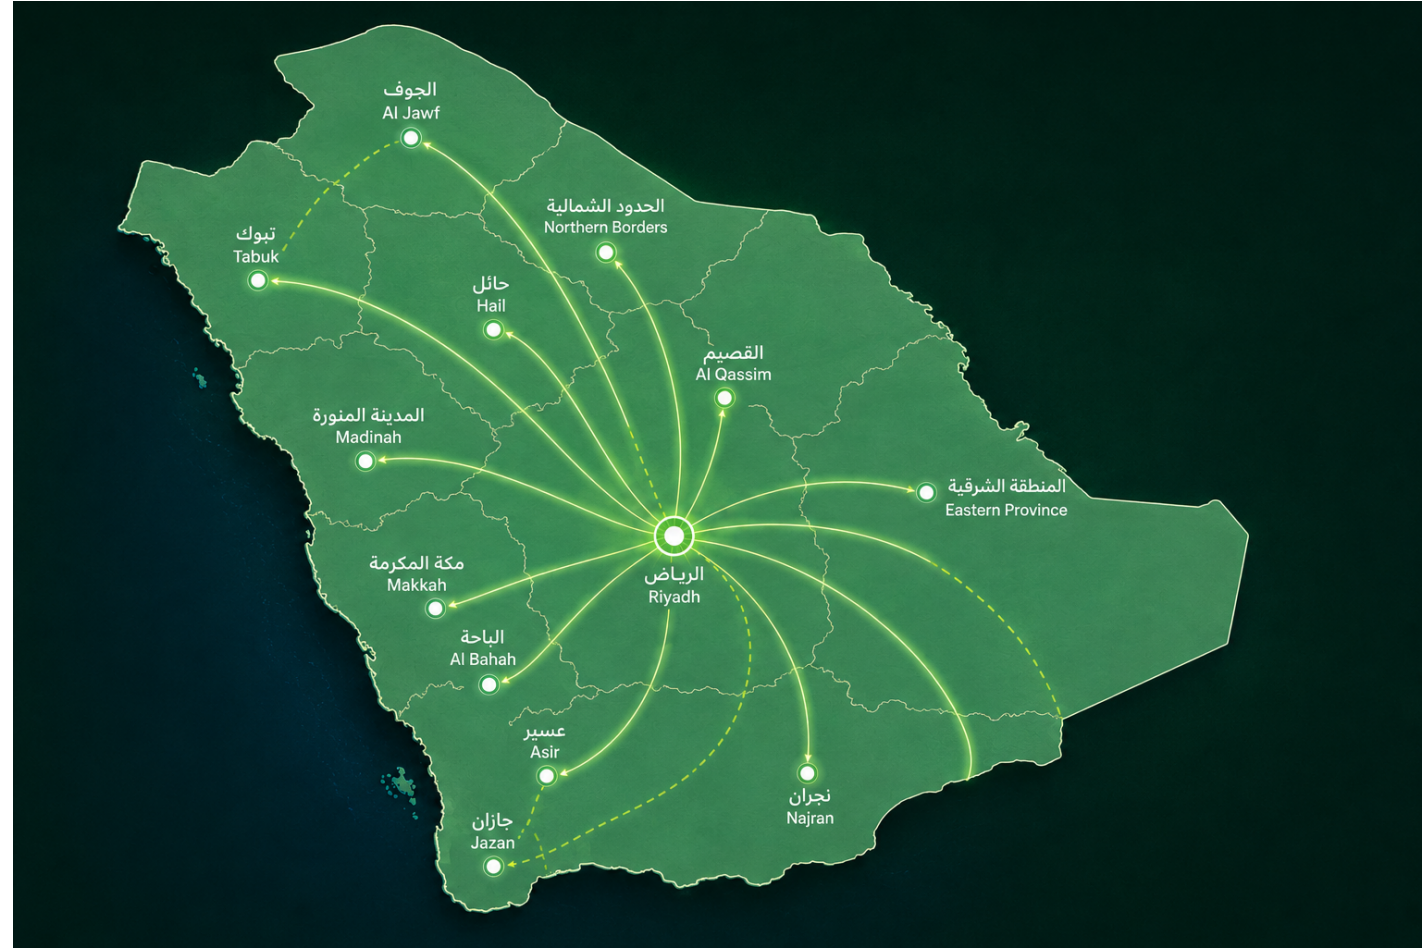 الجوف
Al Jawf
الحدود الشمالية
Northern Borders
تبوك
Tabuk
حائل
Hail
القصيم
Al Qassim
المدينة المنورة
Madinah
المنطقة الشرقية
Eastern Province
مكة المكرمة
Makkah
الرياض
Riyadh
الباحة
Al Bahah
عسير
Asir
نجران
Najran
جازان
Jazan